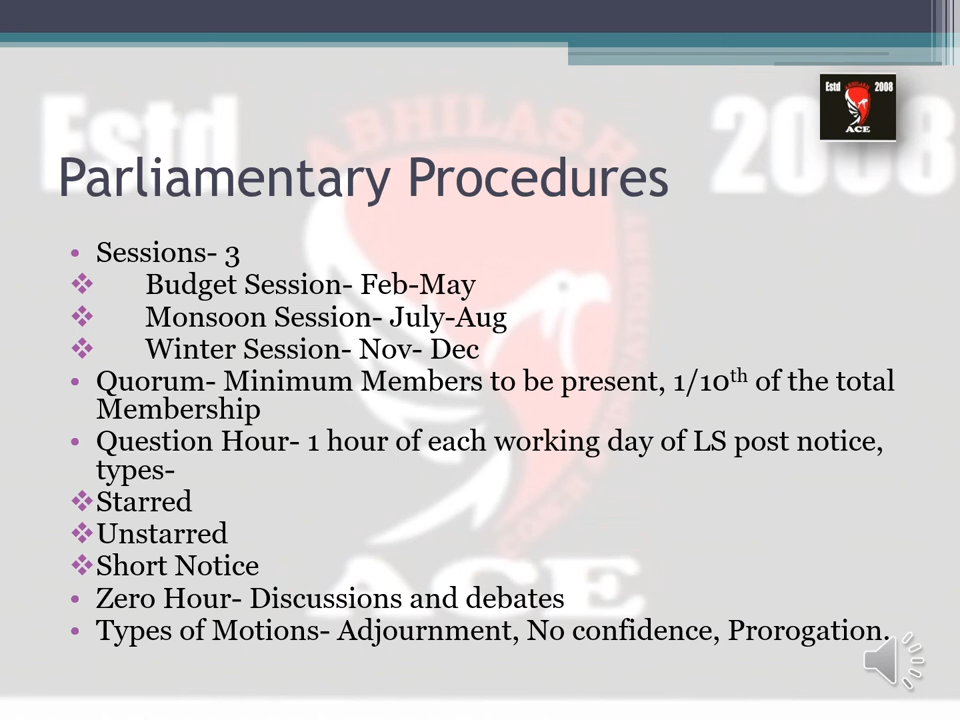 Estd 2008
ACE
Estd ABHILASH 2008
Parliamentary Procedures
• Sessions- 3
❖ Budget Session- Feb-May
❖ Monsoon Session- July-Aug
❖ Winter Session- Nov- Dec
• Quorum- Minimum Members to be present, 1/10th of the total
Membership
• Question Hour- 1 hour of each working day of LS post notice,
types-
❖Starred
❖Unstarred
❖Short Notice
• Zero Hour- Discussions and debates
• Types of Motions- Adjournment, No confidence, Prorogation.
ACE